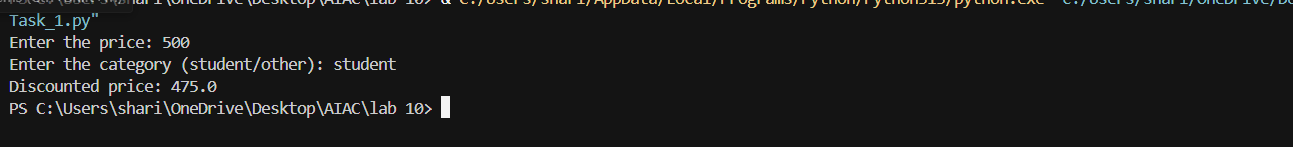 Task_1.py"
Enter the price: 500
Enter the category (student/other): student
Discounted price: 475.0
PS C:\Users\shari\OneDrive\Desktop\AIAC\lab 10>